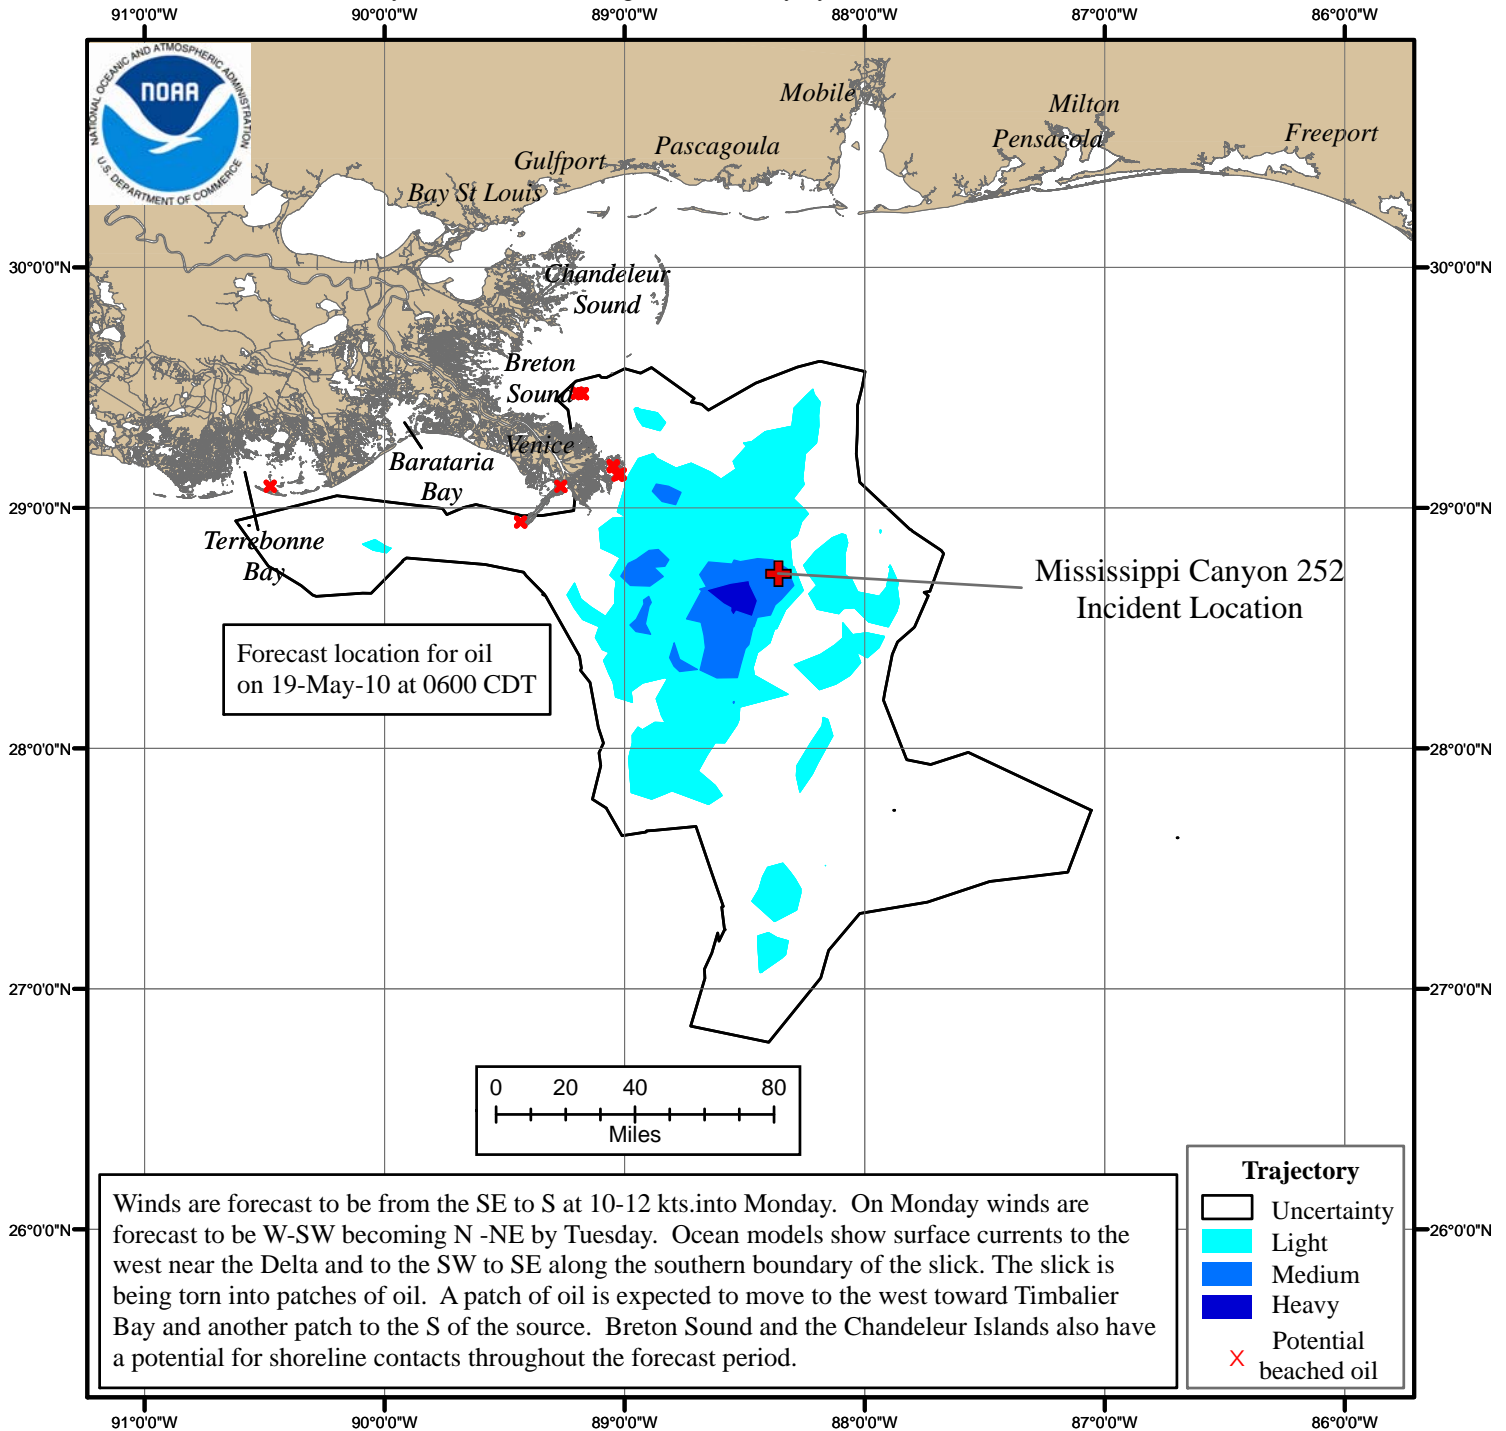 91°0'0"W 90°0'0"W 89°0'0"W 88°0'0"W 87°0'0"W 86°0'0"W
NATIONAL OCEANIC AND ATMOSPHERIC ADMINISTRATION
NOAA
U.S. DEPARTMENT OF COMMERCE
Mobile
Milton
Pensacola
Freeport
Pascagoula
Gulfport
Bay St Louis
30°0'0"N 30°0'0"N
Chandeleur
Sound
Breton
Sound
Venice
Barataria
Bay
29°0'0"N 29°0'0"N
Terrebonne
Bay
Mississippi Canyon 252
Incident Location
Forecast location for oil
on 19-May-10 at 0600 CDT
28°0'0"N 28°0'0"N
27°0'0"N 27°0'0"N
0 20 40 80
Miles
26°0'0"N 26°0'0"N
Winds are forecast to be from the SE to S at 10-12 kts.into Monday. On Monday winds are
forecast to be W-SW becoming N -NE by Tuesday. Ocean models show surface currents to the
west near the Delta and to the SW to SE along the southern boundary of the slick. The slick is
being torn into patches of oil. A patch of oil is expected to move to the west toward Timbalier
Bay and another patch to the S of the source. Breton Sound and the Chandeleur Islands also have
a potential for shoreline contacts throughout the forecast period.
Trajectory
Uncertainty
Light
Medium
Heavy
X Potential
beached oil
91°0'0"W 90°0'0"W 89°0'0"W 88°0'0"W 87°0'0"W 86°0'0"W